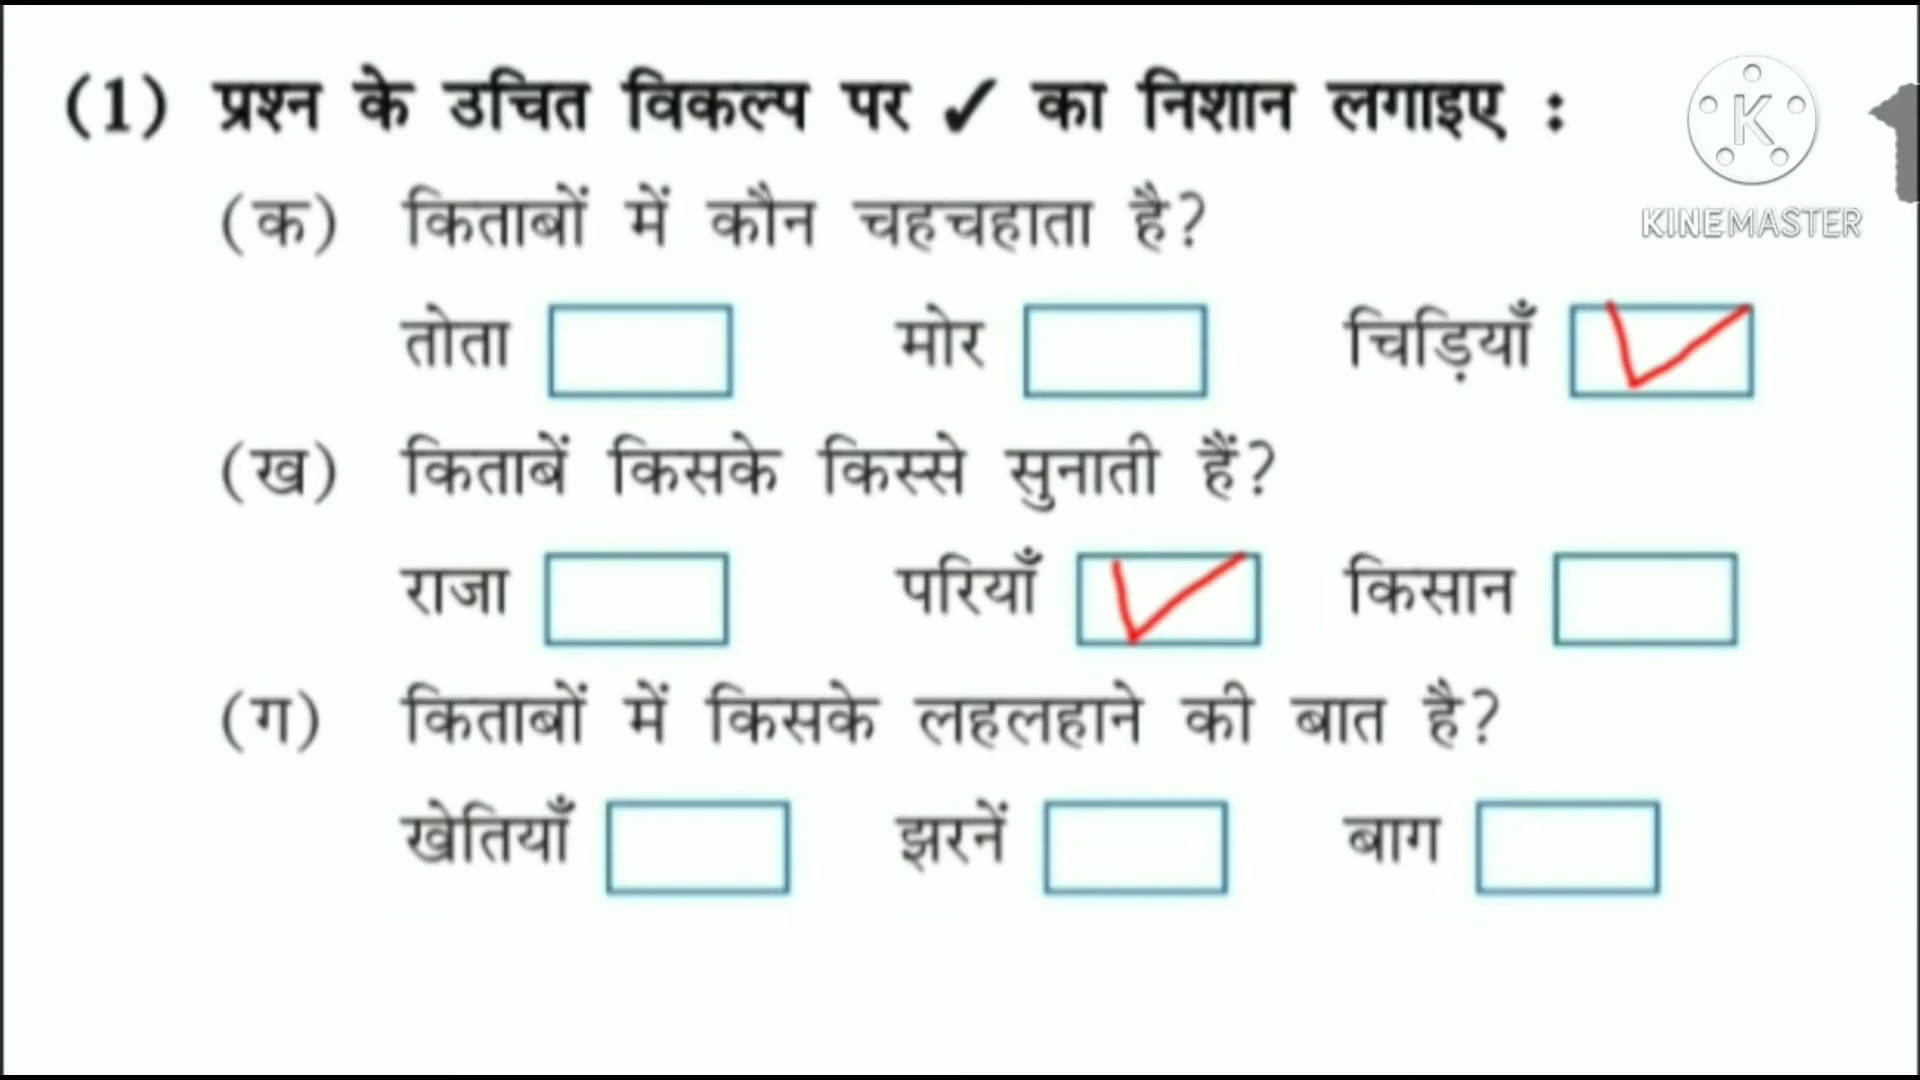 (1) प्रश्न के उचित विकल्प पर ✓ का निशान लगाइए :
KINEMASTER
(क) किताबों में कौन चहचहाता है?
तोता मोर चिड़ियाँ ✓
(ख) किताबें किसके किस्से सुनाती हैं?
राजा परियाँ ✓ किसान
(ग) किताबों में किसके लहलहाने की बात है?
खेतियाँ झरनें बाग